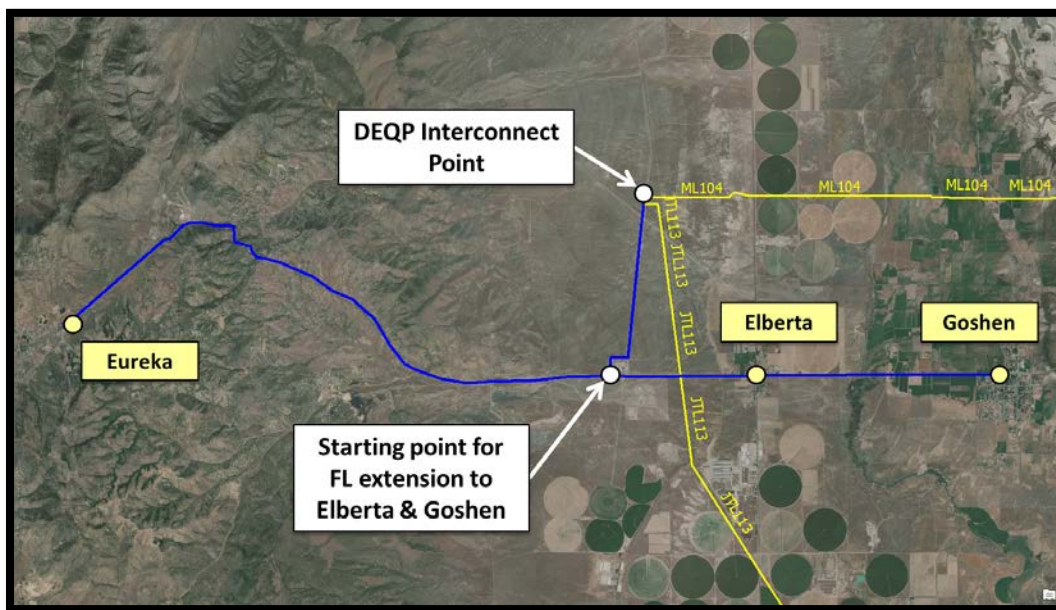 DEQP Interconnect
Point
ML104
ML104
ML104
ML104
JTL113
JTL113
JTL113
JTL113
JTL113
Elberta
Goshen
Eureka
Starting point for
FL extension to
Elberta & Goshen